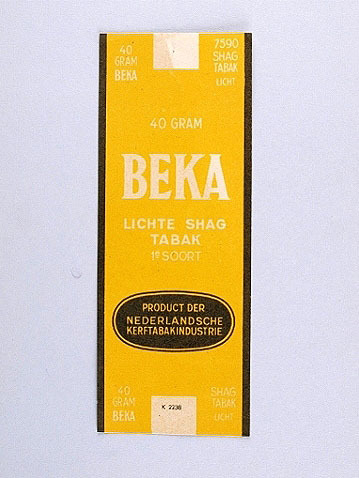 40
GRAM
BEKA
7590
SHAG
TABAK
LICHT
40 GRAM
BEKA
LICHTE SHAG
TABAK
1e SOORT
PRODUCT DER
NEDERLANDSCHE
KERFTABAKINDUSTRIE
40
GRAM
BEKA
K 2238
SHAG
TABAK
LICHT